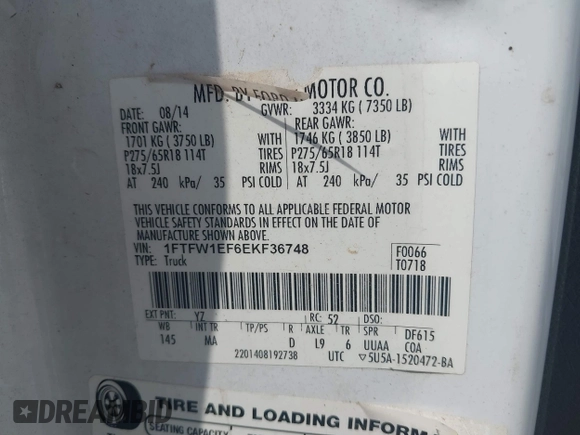 MFD. BY FORD MOTOR CO.
DATE: 08/14 GVWR: 3334 KG ( 7350 LB)
FRONT GAWR: REAR GAWR:
1701 KG ( 3750 LB) WITH 1746 KG ( 3850 LB) WITH
P275/65R18 114T TIRES P275/65R18 114T TIRES
18x7.5J RIMS 18x7.5J RIMS
AT 240 kPa/ 35 PSI COLD AT 240 kPa/ 35 PSI COLD
THIS VEHICLE CONFORMS TO ALL APPLICABLE FEDERAL MOTOR
VEHICLE SAFETY STANDARDS IN EFFECT ON THE DATE OF
MANUFACTURE SHOWN ABOVE.
VIN: 1FTFW1EF6EKF36748 F0066
TYPE: Truck T0718
EXT PNT: YZ RC: 52 DSO:
WB INT TR TP/PS R AXLE TR SPR DF615
145 MA D L9 6 UUAA COA
2201408192738 UTC ▽5U5A-1520472-BA
TIRE AND LOADING INFORMA
SEATING CAPACITY
DREAMBID